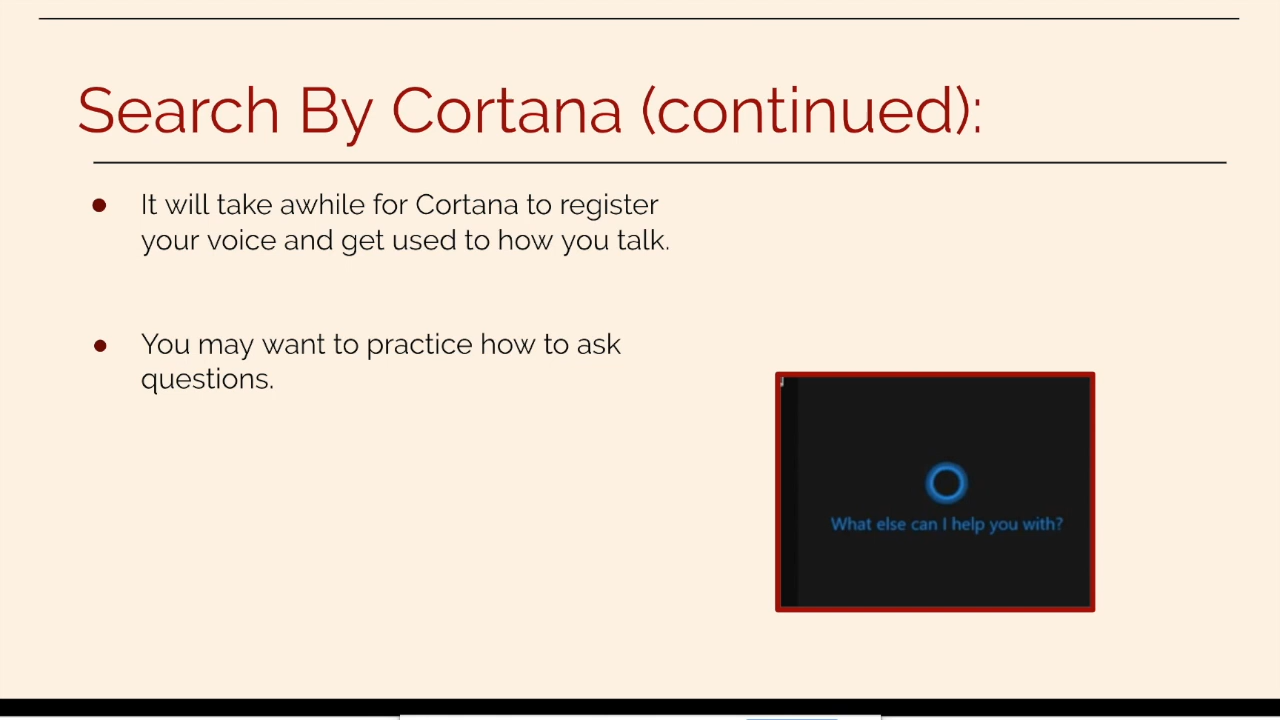 Search By Cortana (continued):
● It will take awhile for Cortana to register
your voice and get used to how you talk.
● You may want to practice how to ask
questions.
What else can I help you with?